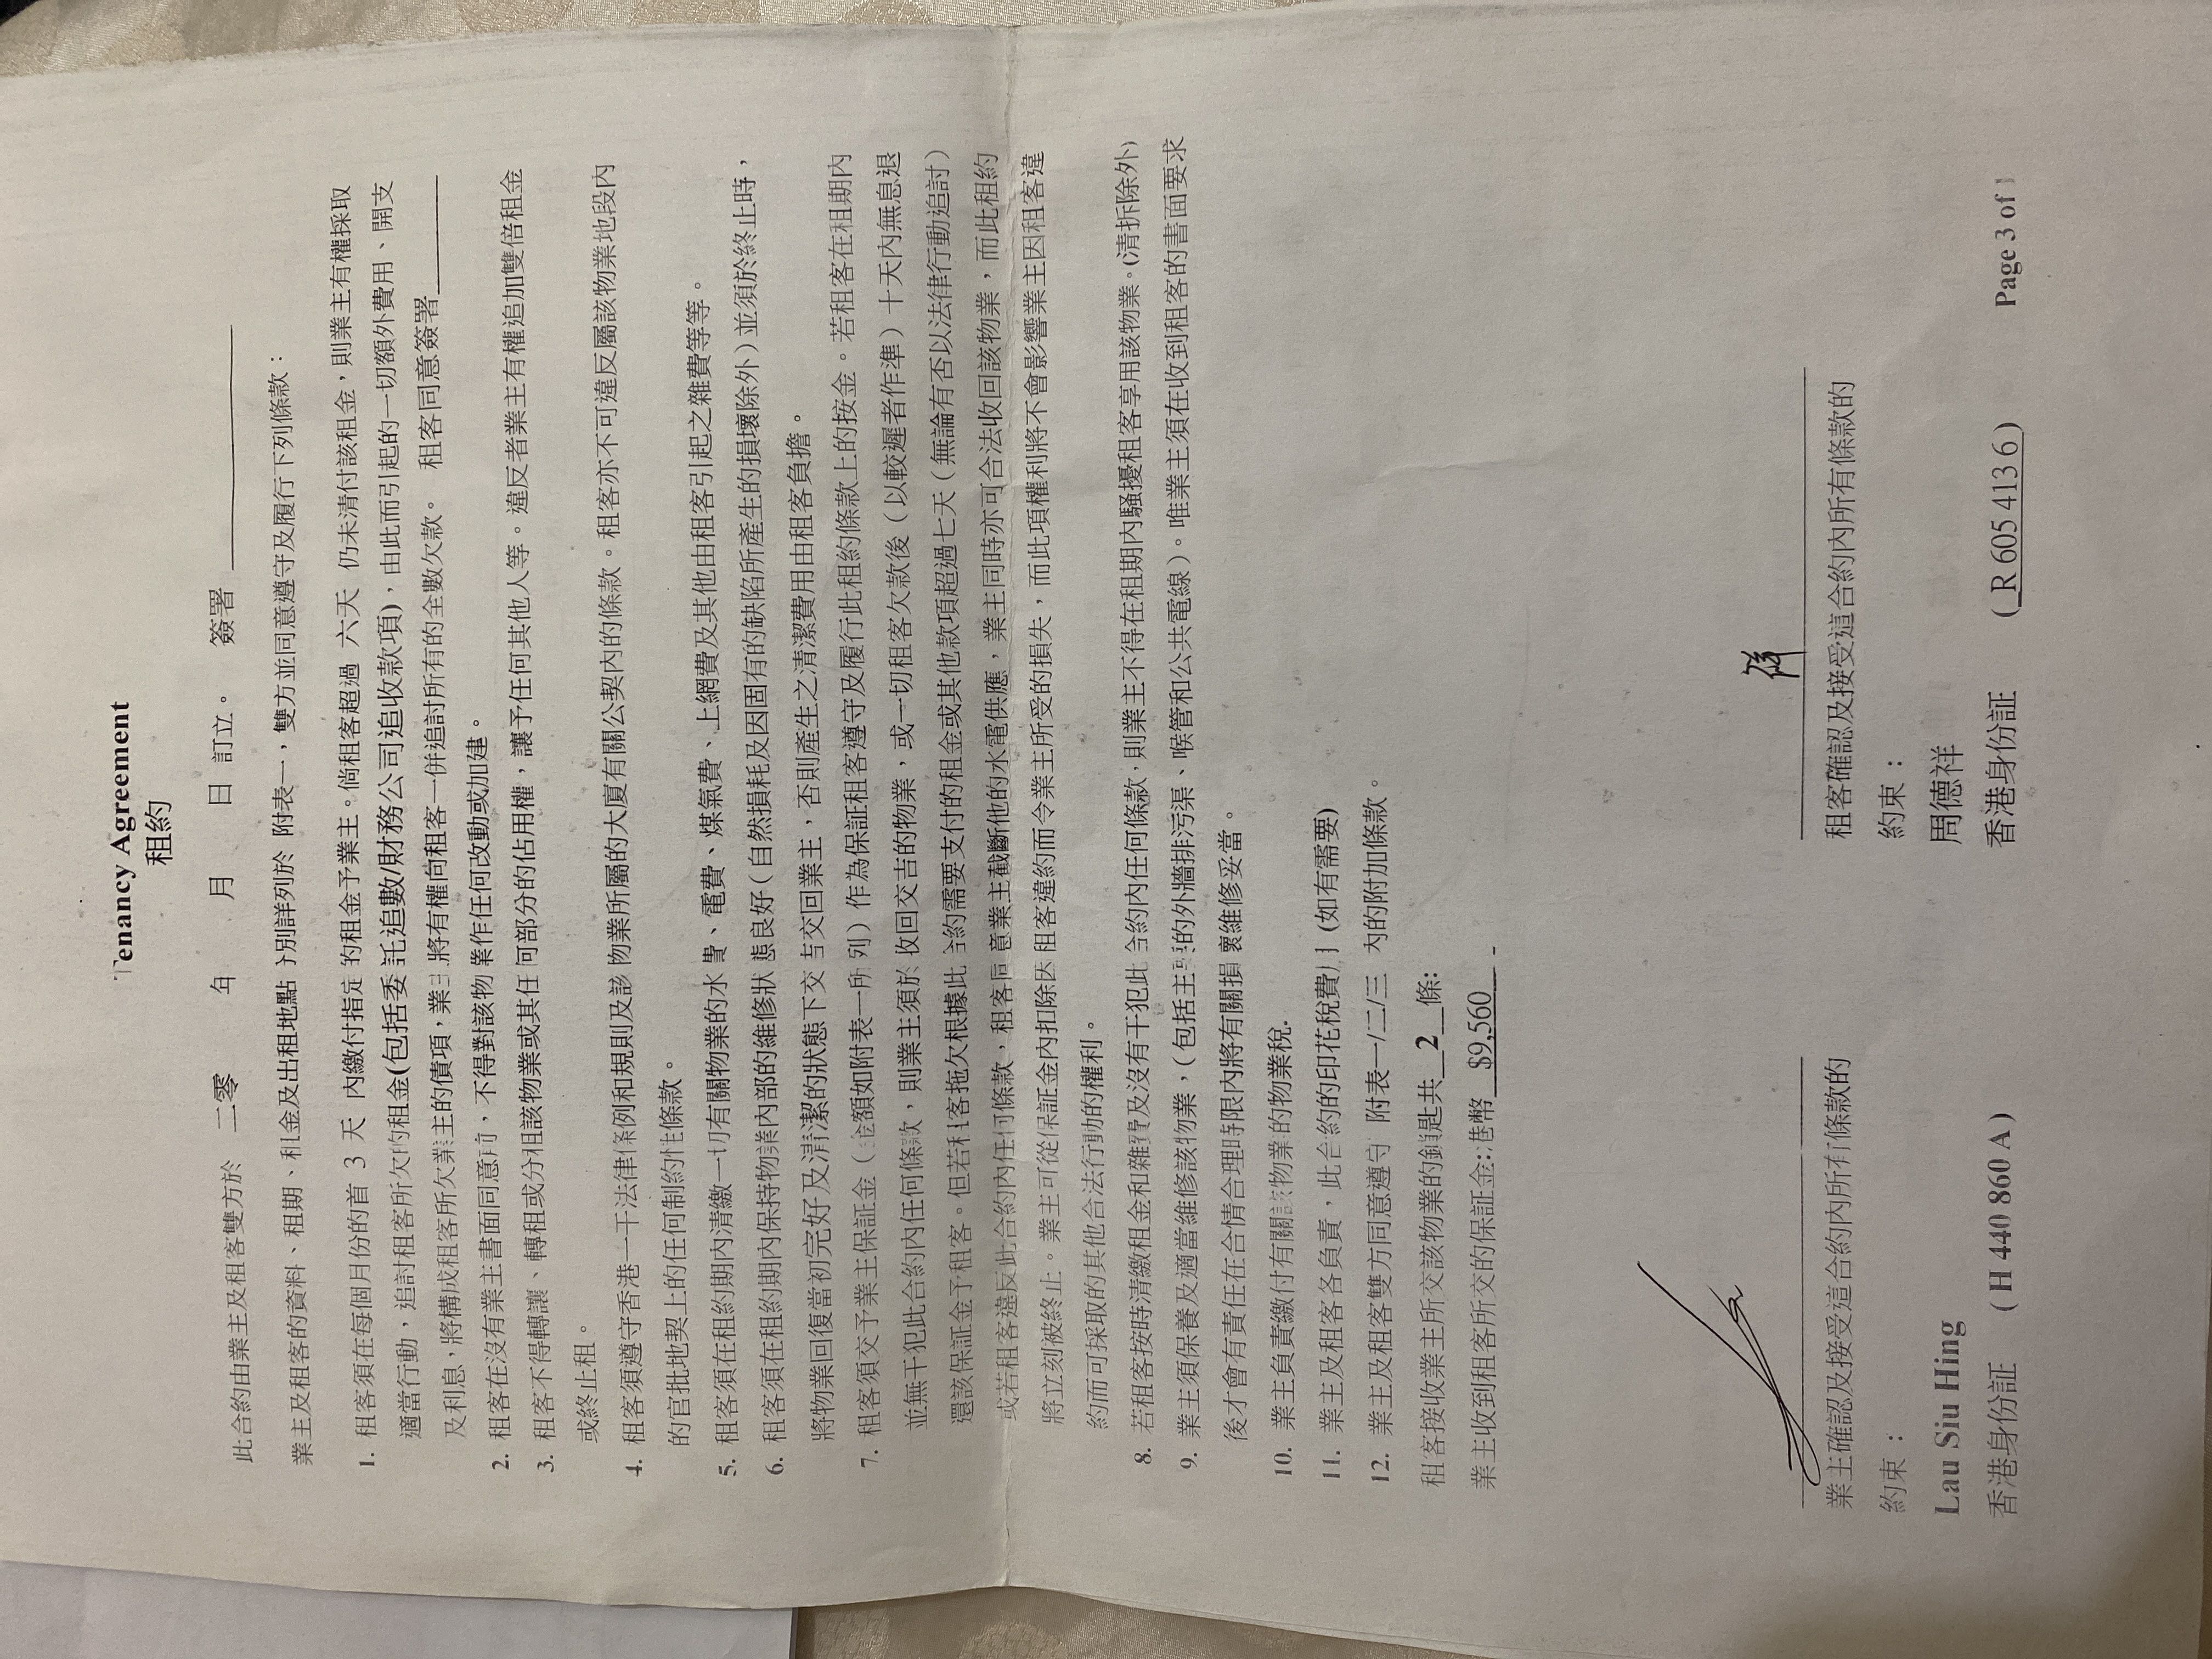 Tenancy Agreement
租約
此合約由業主及租客雙方於 二零 年 月 日 訂立。 簽署
業主及租客的資料、租期、租金及出租地點 分別詳列於 附表一，雙方並同意遵守及履行下列條款：
1. 租客須在每個月份的首 3 天 內繳付指定的租金予業主。倘租客超過 六天 仍未清付該租金，則業主有權採取
適當行動，追討租客所欠的租金(包括委託追數/財務公司追收款項)，由此而引起的一切額外費用、開支
及利息，將構成租客所欠業主的債項，業主將有權向租客一併追討所有的全數欠款。 租客同意簽署
2. 租客在沒有業主書面同意前，不得對該物業作任何改動或加建。
3. 租客不得轉讓、轉租或分租該物業或其任何部分的佔用權，讓予任何其他人等。違反者業主有權追加雙倍租金
或終止租。
4. 租客須遵守香港一干法律條例和規則及該物業所屬的大廈有關公契內的條款。租客亦不可違反屬該物業地段內
的官批地契上的任何制約性條款。
5. 租客須在租約期內清繳一切有關物業的水費、電費、煤氣費、上網費及其他由租客引起之雜費等等。
6. 租客須在租約期內保持物業內部的維修狀態良好（自然損耗及因固有的缺陷所產生的損壞除外）並須於終止時，
將物業回復當初完好及清潔的狀態下交吉交回業主，否則產生之清潔費用由租客負擔。
7. 租客須交予業主保証金（金額如附表一所列）作為保証租客遵守及履行此租約條款上的按金。若租客在租期內
並無干犯此合約內任何條款，則業主須於收回交吉的物業，或一切租客欠款後（以較遲者作準）十天內無息退
還該保証金予租客。但若租客拖欠根據此合約需要支付的租金或其他款項超過七天（無論有否以法律行動追討）
或若租客違反此合約內任何條款，租客同意業主截斷他的水電供應，業主同時亦可合法收回該物業，而此租約
將立刻被終止。業主可從保証金內扣除因租客違約而令業主所受的損失，而此項權利將不會影響業主因租客違
約而可採取的其他合法行動的權利。
8. 若租客按時清繳租金和雜費及沒有干犯此合約內任何條款，則業主不得在租期內騷擾租客享用該物業。(清拆除外)
9. 業主須保養及適當維修該物業，（包括主要的外牆排污渠、喉管和公共電線）。唯業主須在收到租客的書面要求
後才會有責任在合情合理時限內將有關損壞維修妥當。
10. 業主負責繳付有關該物業的物業稅.
11. 業主及租客各負責，此合約的印花稅費用 (如有需要)
12. 業主及租客雙方同意遵守 附表一/二/三 內的附加條款。
租客接收業主所交該物業的鎖匙共 2 條:
業主收到租客所交的保証金:港幣 $9,560 -
祥
業主確認及接受這合約內所有條款的 租客確認及接受這合約內所有條款的
約束： 約束：
Lau Siu Hing 周德祥
香港身份証 ( H 440 860 A ) 香港身份証 ( R 605 413 6 )
Page 3 of